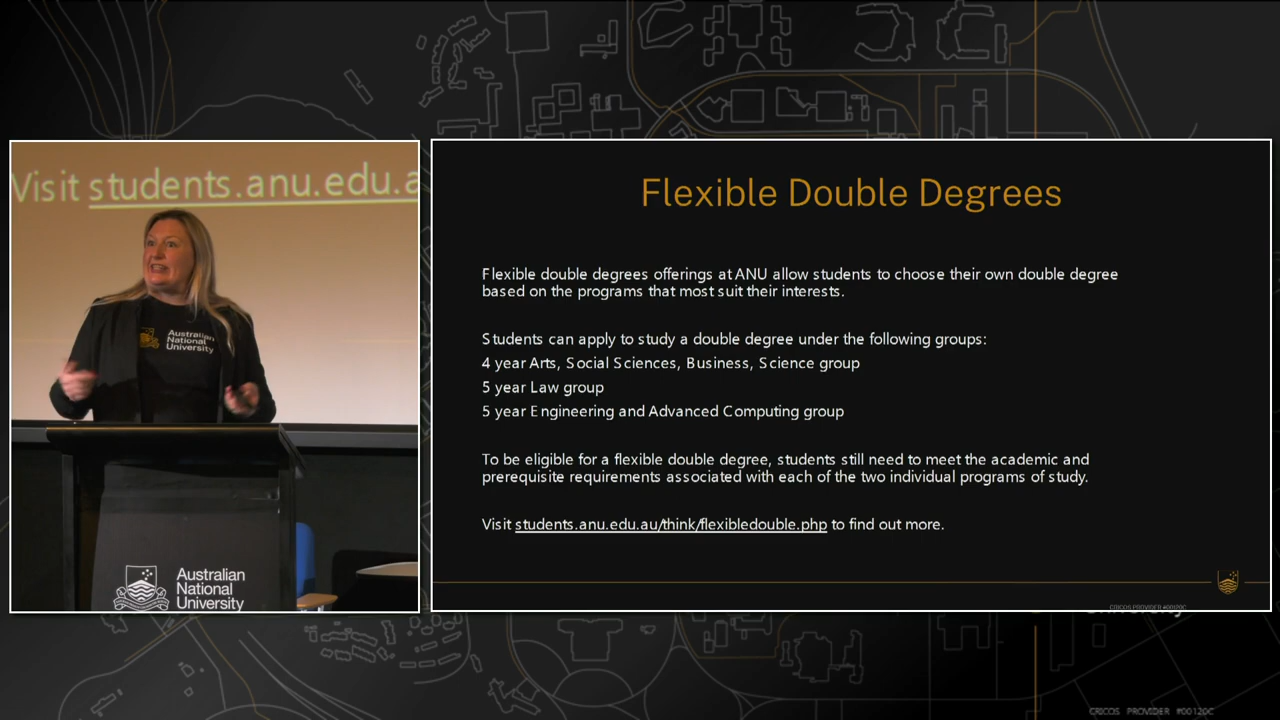 Visit students.anu.edu.a
Australian
National
University
Australian
National
University
Flexible Double Degrees
Flexible double degrees offerings at ANU allow students to choose their own double degree
based on the programs that most suit their interests.
Students can apply to study a double degree under the following groups:
4 year Arts, Social Sciences, Business, Science group
5 year Law group
5 year Engineering and Advanced Computing group
To be eligible for a flexible double degree, students still need to meet the academic and
prerequisite requirements associated with each of the two individual programs of study.
Visit students.anu.edu.au/think/flexibledouble.php to find out more.
CRICOS PROVIDER #00120C
University
CRICOS PROVIDER #00120C